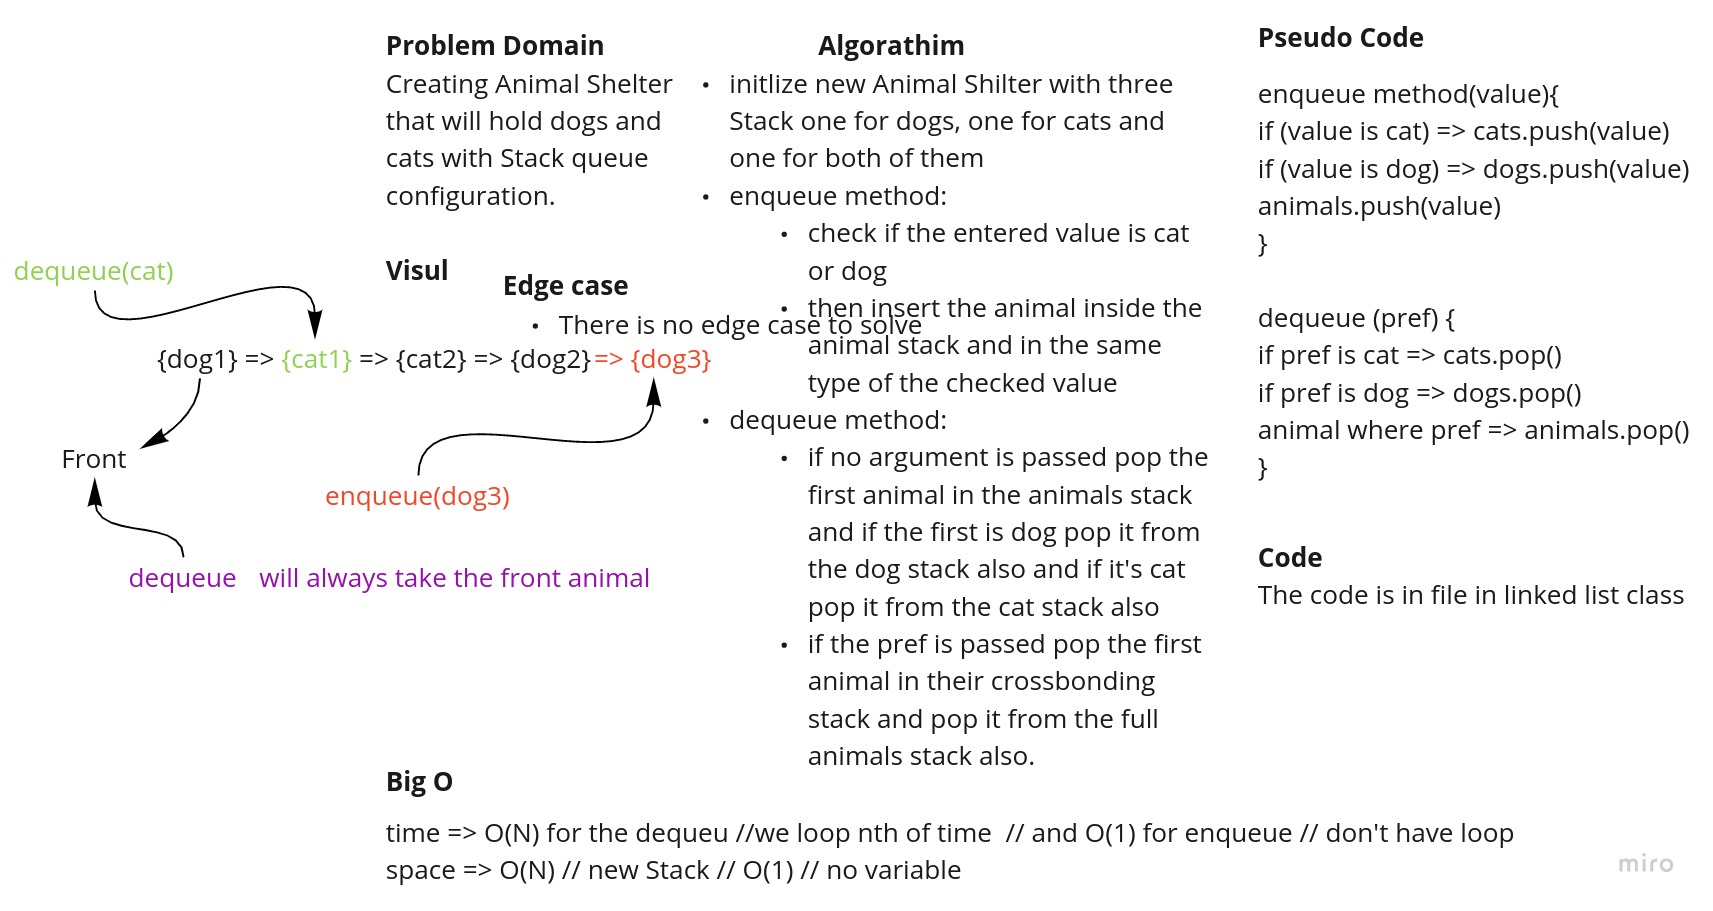 Problem Domain
Creating Animal Shelter
that will hold dogs and
cats with Stack queue
configuration.
Visul
Edge case
• There is no edge case to solve
dequeue(cat)
{dog1} => {cat1} => {cat2} => {dog2} => {dog3}
Front
enqueue(dog3)
dequeue will always take the front animal
Algorathim
• initlize new Animal Shilter with three
Stack one for dogs, one for cats and
one for both of them
• enqueue method:
• check if the entered value is cat
or dog
• then insert the animal inside the
animal stack and in the same
type of the checked value
• dequeue method:
• if no argument is passed pop the
first animal in the animals stack
and if the first is dog pop it from
the dog stack also and if it's cat
pop it from the cat stack also
• if the pref is passed pop the first
animal in their crossbonding
stack and pop it from the full
animals stack also.
Pseudo Code
enqueue method(value){
if (value is cat) => cats.push(value)
if (value is dog) => dogs.push(value)
animals.push(value)
}
dequeue (pref) {
if pref is cat => cats.pop()
if pref is dog => dogs.pop()
animal where pref => animals.pop()
}
Code
The code is in file in linked list class
Big O
time => O(N) for the dequeu //we loop nth of time // and O(1) for enqueue // don't have loop
space => O(N) // new Stack // O(1) // no variable
miro